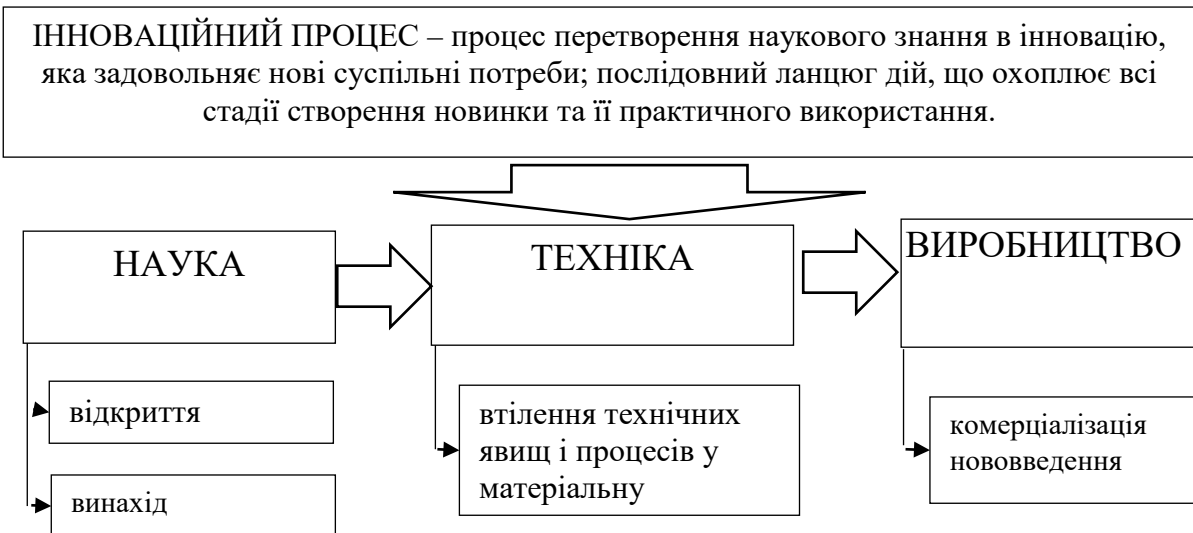 ІННОВАЦІЙНИЙ ПРОЦЕС – процес перетворення наукового знання в інновацію,
яка задовольняє нові суспільні потреби; послідовний ланцюг дій, що охоплює всі
стадії створення новинки та її практичного використання.
НАУКА
ТЕХНІКА
ВИРОБНИЦТВО
відкриття
винахід
втілення технічних
явищ і процесів у
матеріальну
комерціалізація
нововведення